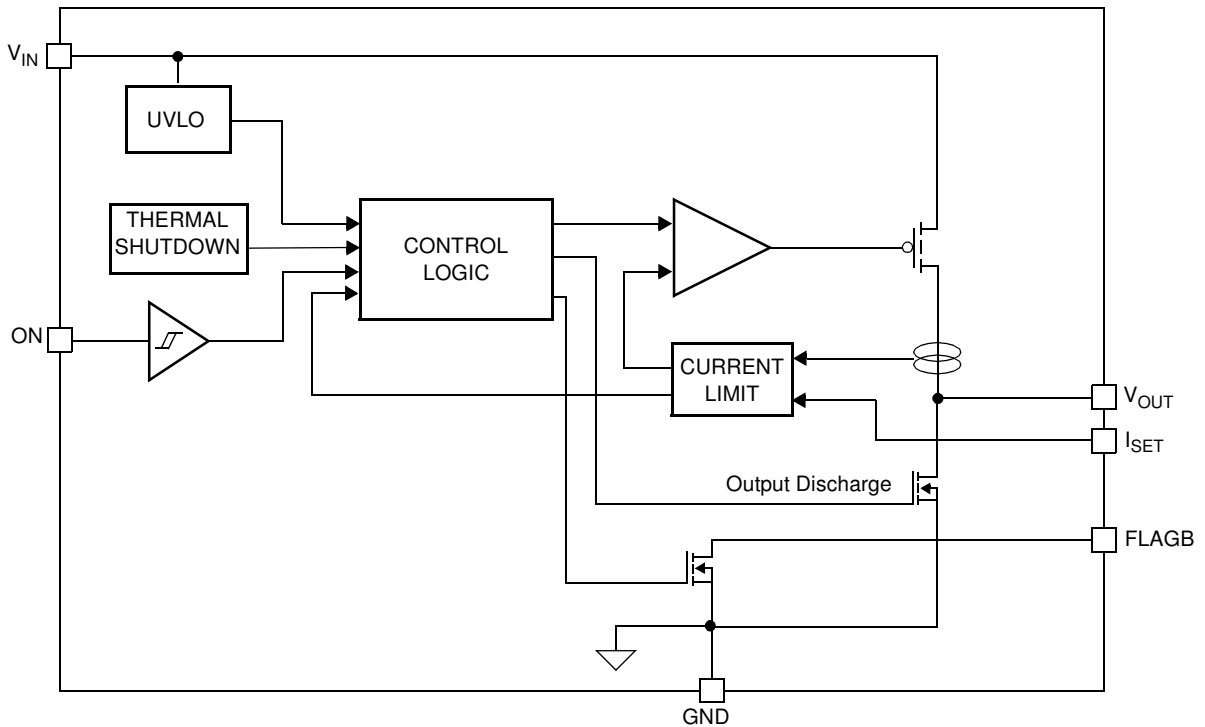 VIN
UVLO
THERMAL
SHUTDOWN
CONTROL
LOGIC
ON
CURRENT
LIMIT
VOUT
ISET
Output Discharge
FLAGB
GND